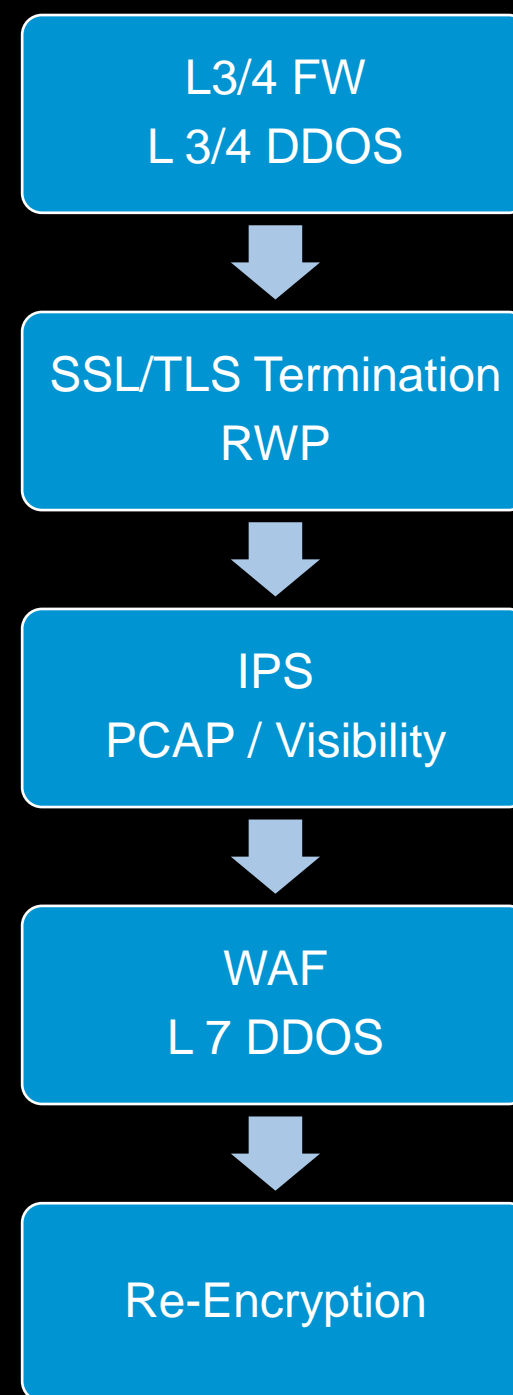 L3/4 FW
L 3/4 DDOS
SSL/TLS Termination
RWP
IPS
PCAP / Visibility
WAF
L 7 DDOS
Re-Encryption